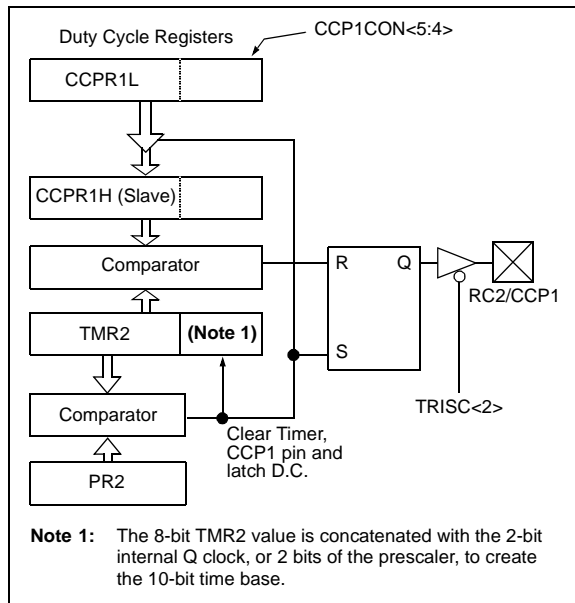 Duty Cycle Registers
CCP1CON<5:4>
CCPR1L
CCPR1H (Slave)
Comparator
R
Q
RC2/CCP1
TMR2
(Note 1)
S
Comparator
TRISC<2>
Clear Timer,
CCP1 pin and
latch D.C.
PR2
Note 1: The 8-bit TMR2 value is concatenated with the 2-bit
internal Q clock, or 2 bits of the prescaler, to create
the 10-bit time base.